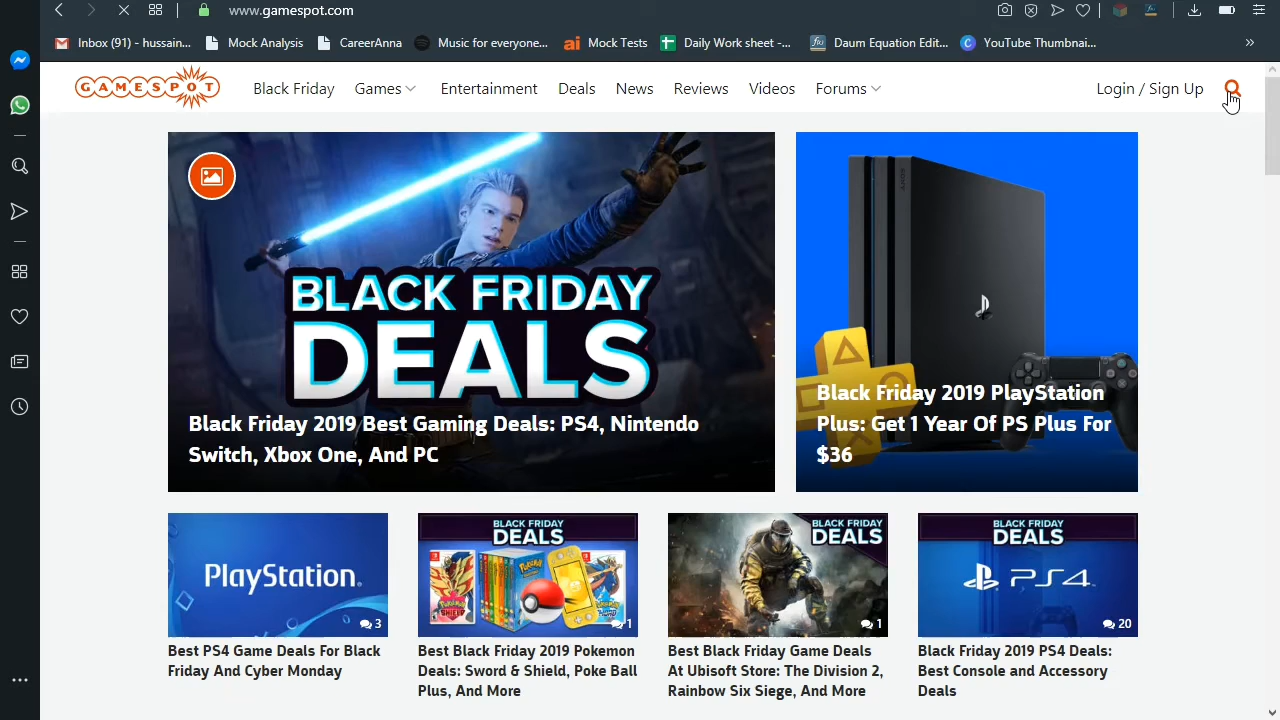 www.gamespot.com
Inbox (91) - hussain... Mock Analysis CareerAnna Music for everyone... ai Mock Tests Daily Work sheet -... Daum Equation Edit... C YouTube Thumbnai... »
GAMESPOT Black Friday Games Entertainment Deals News Reviews Videos Forums Login / Sign Up
BLACK FRIDAY
DEALS
Black Friday 2019 Best Gaming Deals: PS4, Nintendo
Switch, Xbox One, And PC
SONY
Black Friday 2019 PlayStation
Plus: Get 1 Year Of PS Plus For
$36
PlayStation.
3
Best PS4 Game Deals For Black
Friday And Cyber Monday
BLACK FRIDAY
DEALS
1
Best Black Friday 2019 Pokemon
Deals: Sword & Shield, Poke Ball
Plus, And More
BLACK FRIDAY
DEALS
1
Best Black Friday Game Deals
At Ubisoft Store: The Division 2,
Rainbow Six Siege, And More
BLACK FRIDAY
DEALS
PS4
20
Black Friday 2019 PS4 Deals:
Best Console and Accessory
Deals